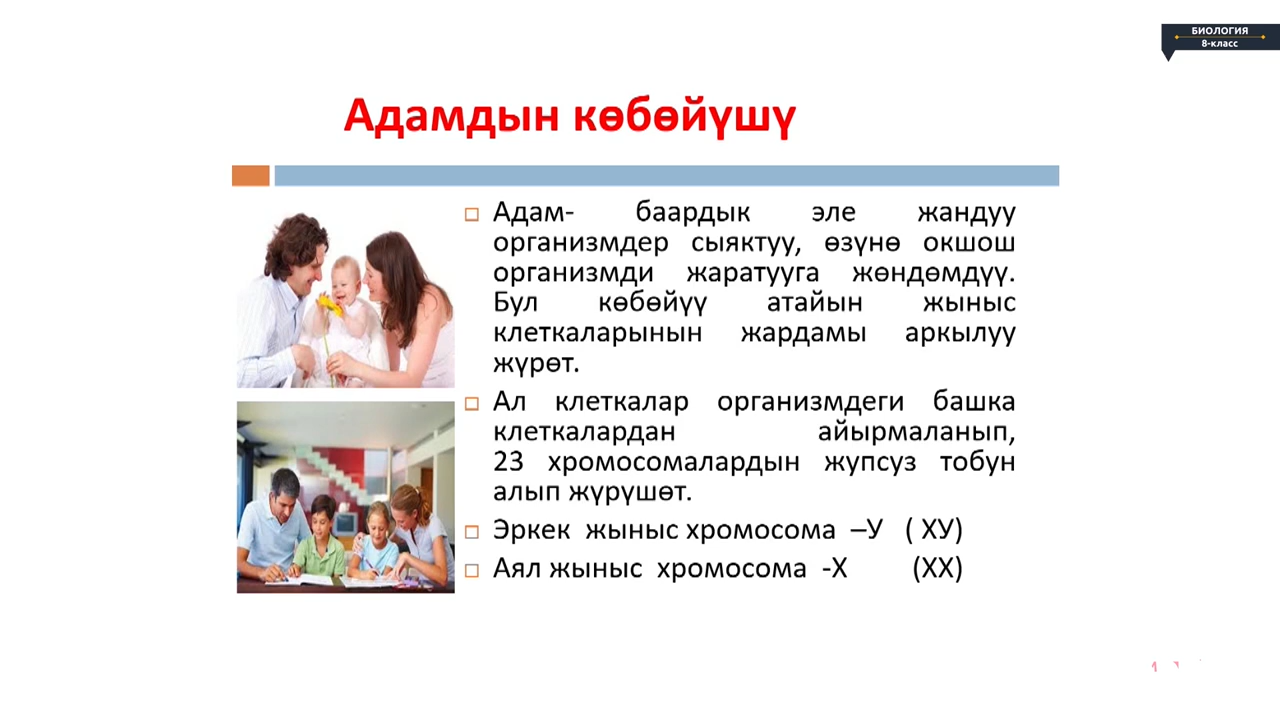 БИОЛОГИЯ
8-класс
Адамдын көбөйүшү
Адам- баардык эле жандуу
организмдер сыяктуу, өзүнө окшош
организмди жаратууга жөндөмдүү.
Бул көбөйүү атайын жыныс
клеткаларынын жардамы аркылуу
жүрөт.
Ал клеткалар организмдеги башка
клеткалардан айырмаланып,
23 хромосомалардын жупсуз тобун
алып жүрүшөт.
Эркек жыныс хромосома –У ( ХУ)
Аял жыныс хромосома -Х (ХХ)